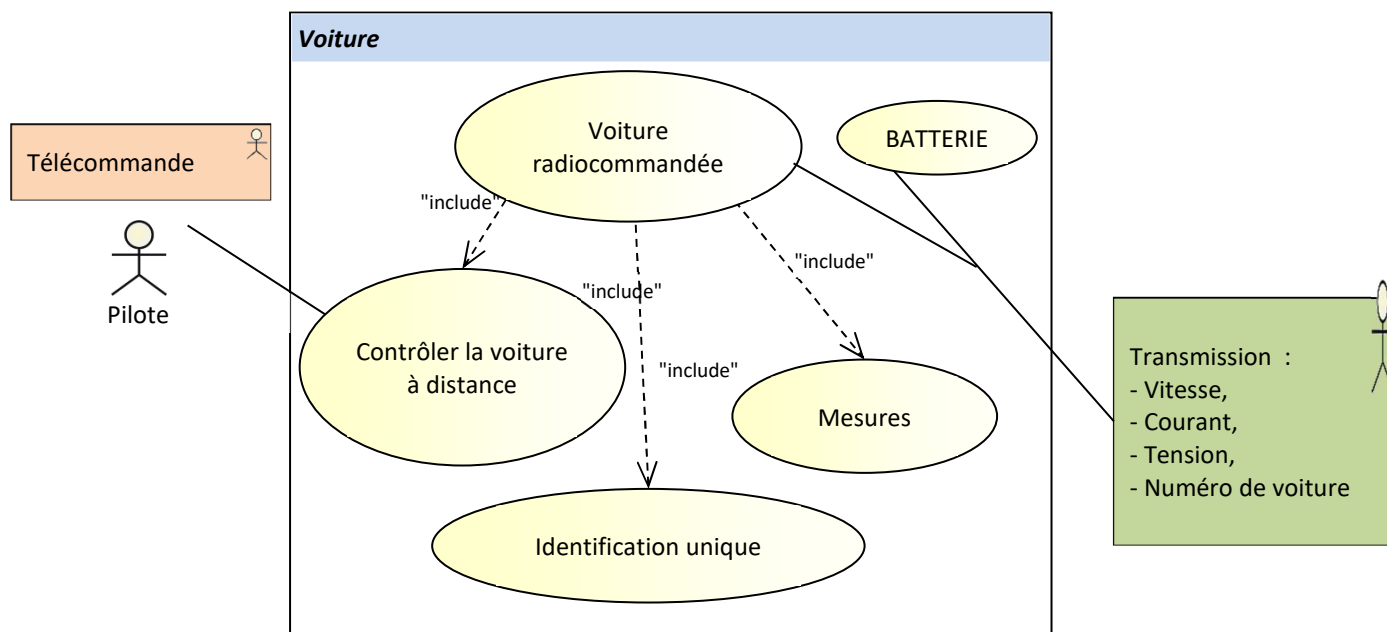 Voiture
Télécommande
Pilote
Voiture
radiocommandée
BATTERIE
"include"
"include"
"include"
"include"
Contrôler la voiture
à distance
Mesures
Identification unique
Transmission :
- Vitesse,
- Courant,
- Tension,
- Numéro de voiture